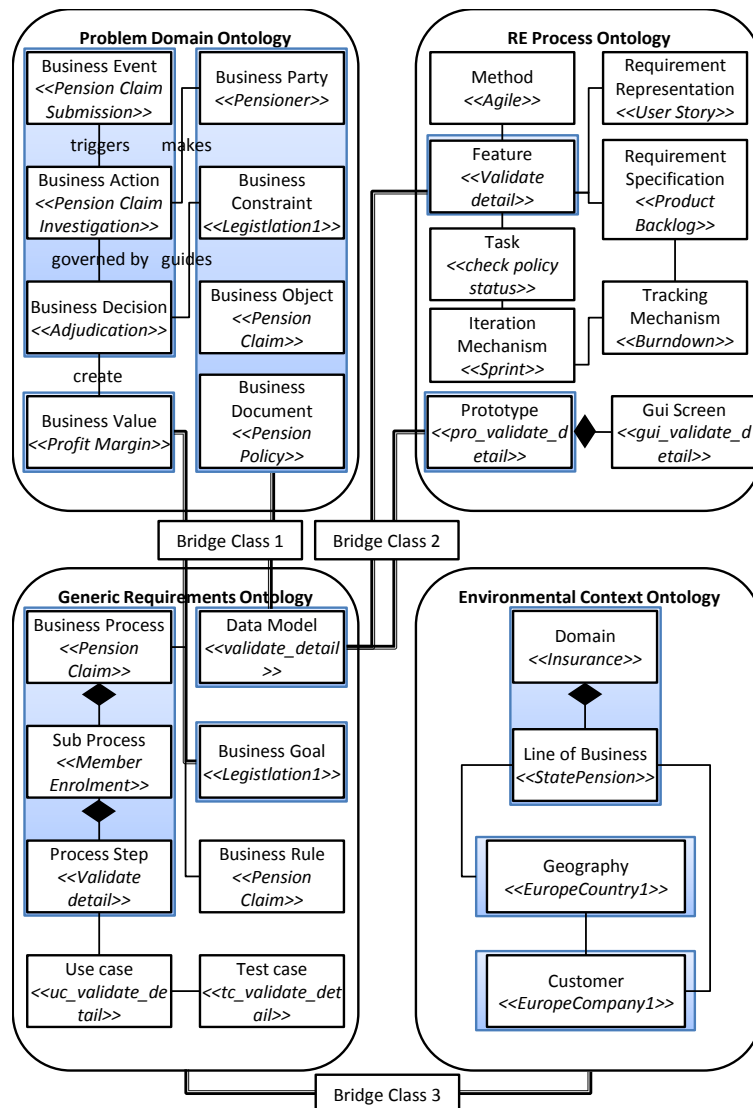 Problem Domain Ontology
Business Event
<<Pension Claim
Submission>>
Business Party
<<Pensioner>>
triggers
makes
Business Action
<<Pension Claim
Investigation>>
Business
Constraint
<<Legistlation1>>
governed by
guides
Business Decision
<<Adjudication>>
Business Object
<<Pension
Claim>>
create
Business Value
<<Profit Margin>>
Business
Document
<<Pension
Policy>>
RE Process Ontology
Method
<<Agile>>
Requirement
Representation
<<User Story>>
Feature
<<Validate
detail>>
Requirement
Specification
<<Product
Backlog>>
Task
<<check policy
status>>
Iteration
Mechanism
<<Sprint>>
Tracking
Mechanism
<<Burndown>>
Prototype
<<pro_validate_d
etail>>
Gui Screen
<<gui_validate_d
etail>>
Bridge Class 1
Bridge Class 2
Generic Requirements Ontology
Business Process
<<Pension
Claim>>
Data Model
<<validate_detail
>>
Sub Process
<<Member
Enrolment>>
Business Goal
<<Legistlation1>>
Process Step
<<Validate
detail>>
Business Rule
<<Pension
Claim>>
Use case
<<uc_validate_de
tail>>
Test case
<<tc_validate_det
ail>>
Environmental Context Ontology
Domain
<<Insurance>>
Line of Business
<<StatePension>>
Geography
<<EuropeCountry1>>
Customer
<<EuropeCompany1>>
Bridge Class 3